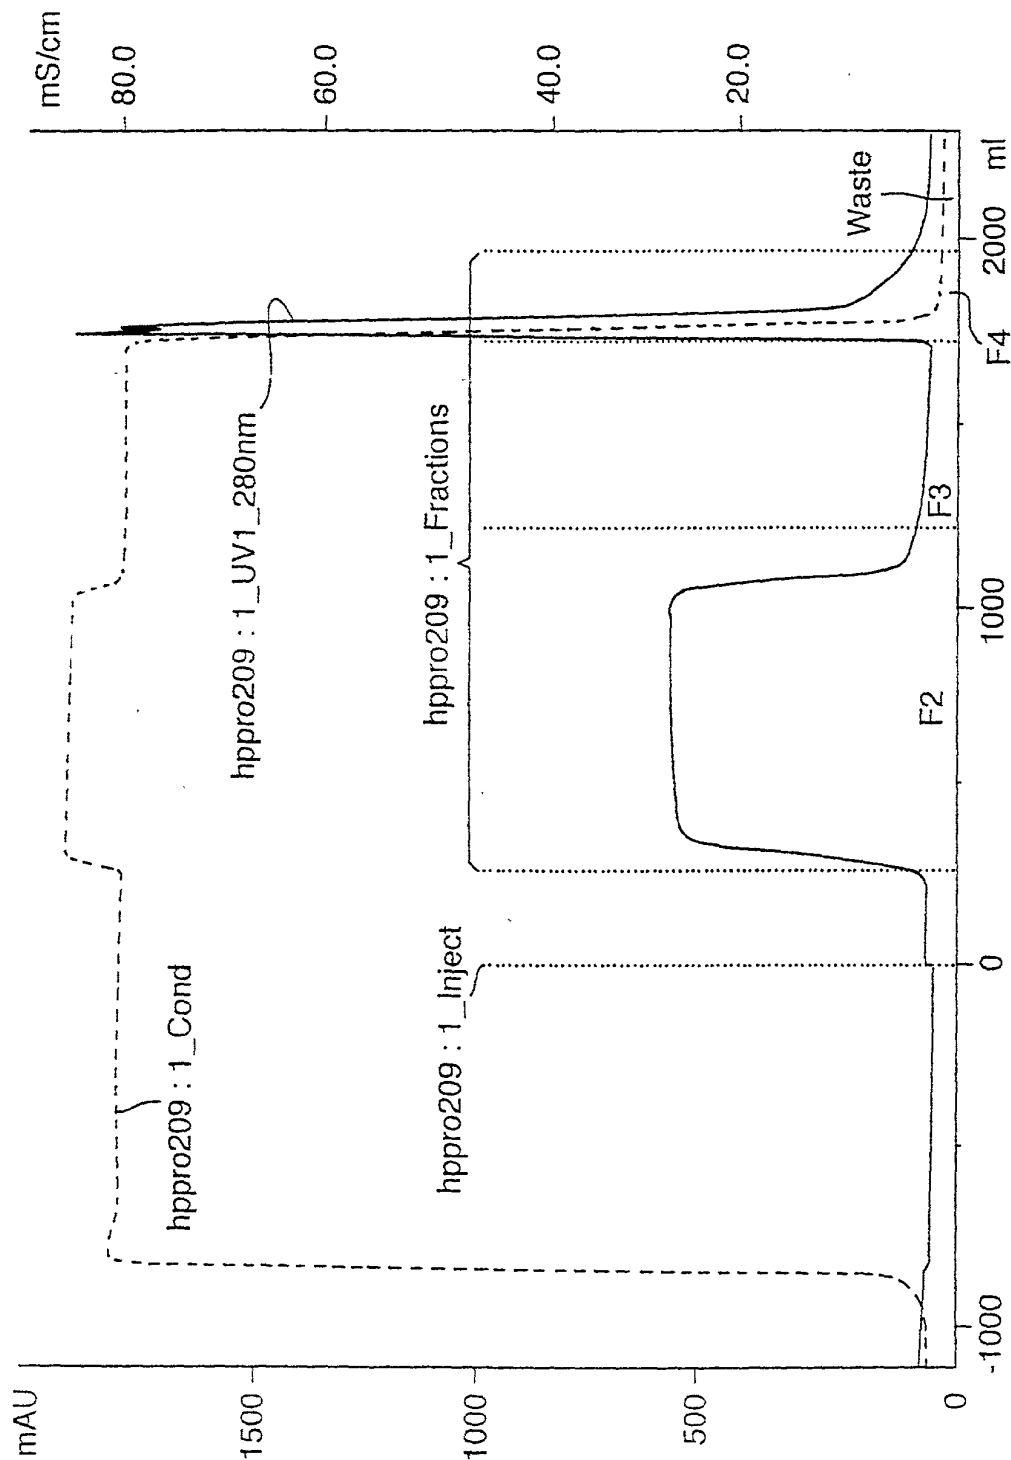 mAU
mS/cm
1500
1000
500
0
80.0
60.0
40.0
20.0
hppro209 : 1_Cond
hppro209 : 1_UV1_280nm
hppro209 : 1_Fractions
hppro209 : 1_Inject
F2
F3
F4
Waste
-1000
0
1000
2000
ml